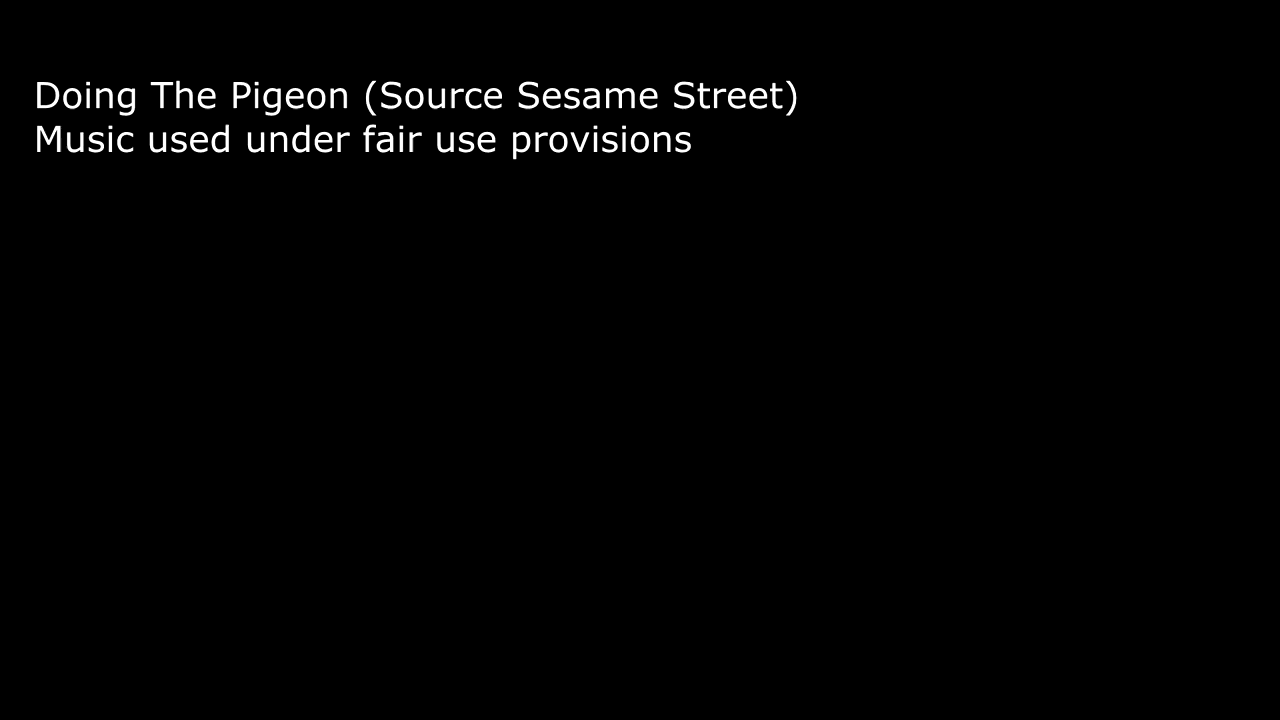 Doing The Pigeon (Source Sesame Street)
Music used under fair use provisions